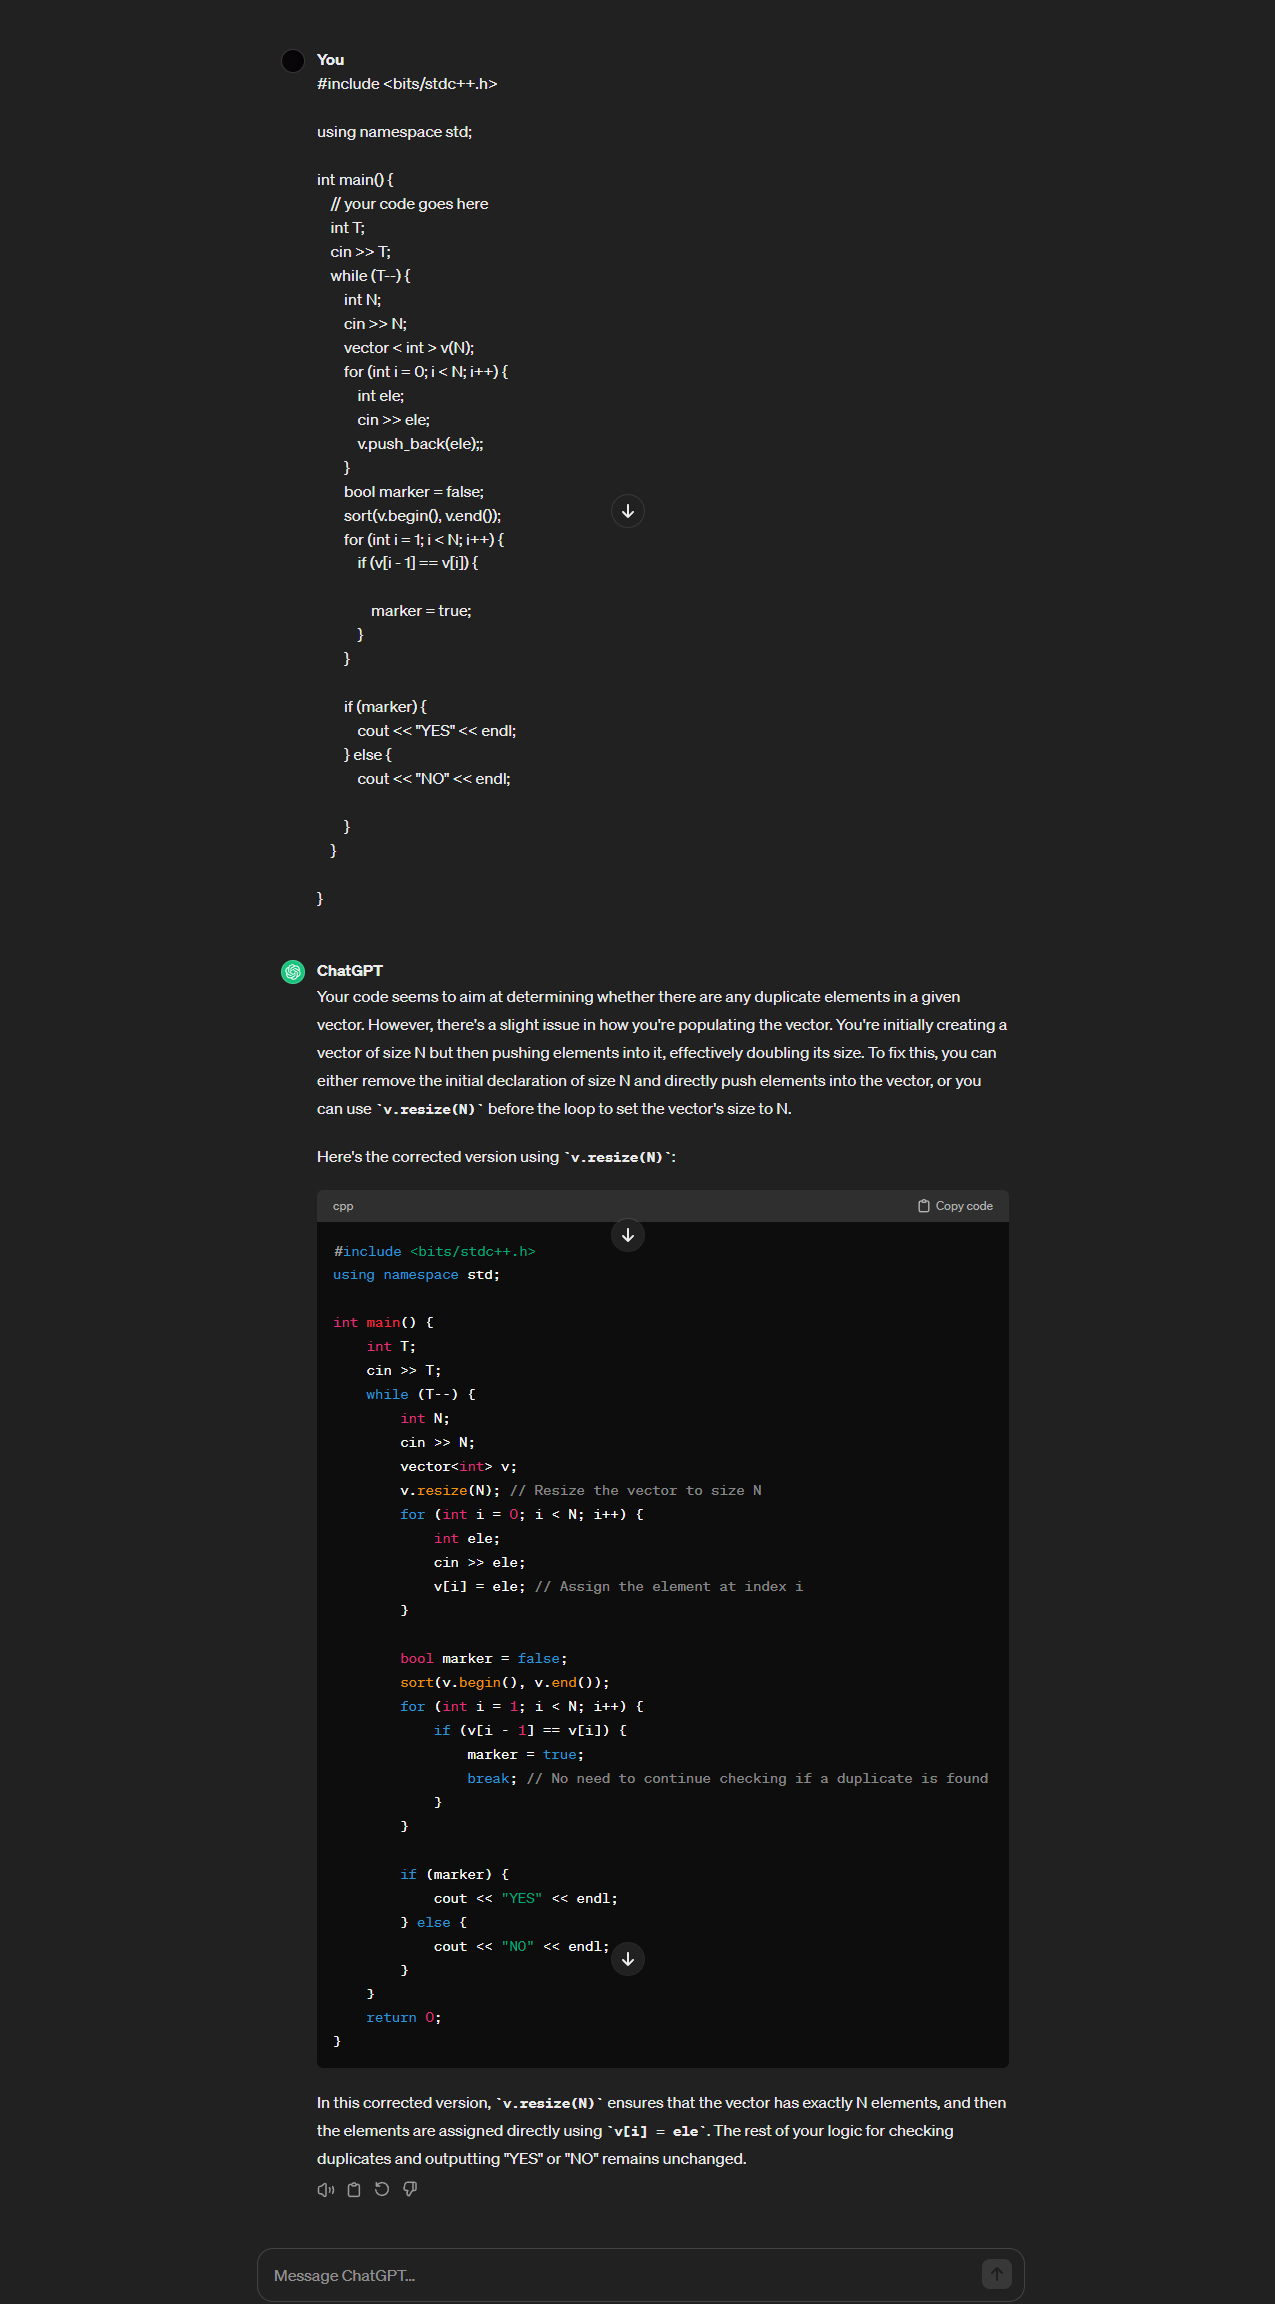 You
#include <bits/stdc++.h>
using namespace std;
int main() {
// your code goes here
int T;
cin >> T;
while (T--) {
int N;
cin >> N;
vector < int > v(N);
for (int i = 0; i < N; i++) {
int ele;
cin >> ele;
v.push_back(ele);;
}
bool marker = false;
sort(v.begin(), v.end());
for (int i = 1; i < N; i++) {
if (v[i - 1] == v[i]) {
marker = true;
}
}
if (marker) {
cout << "YES" << endl;
} else {
cout << "NO" << endl;
}
}
}
ChatGPT
Your code seems to aim at determining whether there are any duplicate elements in a given
vector. However, there's a slight issue in how you're populating the vector. You're initially creating a
vector of size N but then pushing elements into it, effectively doubling its size. To fix this, you can
either remove the initial declaration of size N and directly push elements into the vector, or you
can use `v.resize(N)` before the loop to set the vector's size to N.
Here's the corrected version using `v.resize(N)`:
cpp Copy code
#include <bits/stdc++.h>
using namespace std;
int main() {
int T;
cin >> T;
while (T--) {
int N;
cin >> N;
vector<int> v;
v.resize(N); // Resize the vector to size N
for (int i = 0; i < N; i++) {
int ele;
cin >> ele;
v[i] = ele; // Assign the element at index i
}
bool marker = false;
sort(v.begin(), v.end());
for (int i = 1; i < N; i++) {
if (v[i - 1] == v[i]) {
marker = true;
break; // No need to continue checking if a duplicate is found
}
}
if (marker) {
cout << "YES" << endl;
} else {
cout << "NO" << endl;
}
}
return 0;
}
In this corrected version, `v.resize(N)` ensures that the vector has exactly N elements, and then
the elements are assigned directly using `v[i] = ele`. The rest of your logic for checking
duplicates and outputting "YES" or "NO" remains unchanged.
Message ChatGPT...